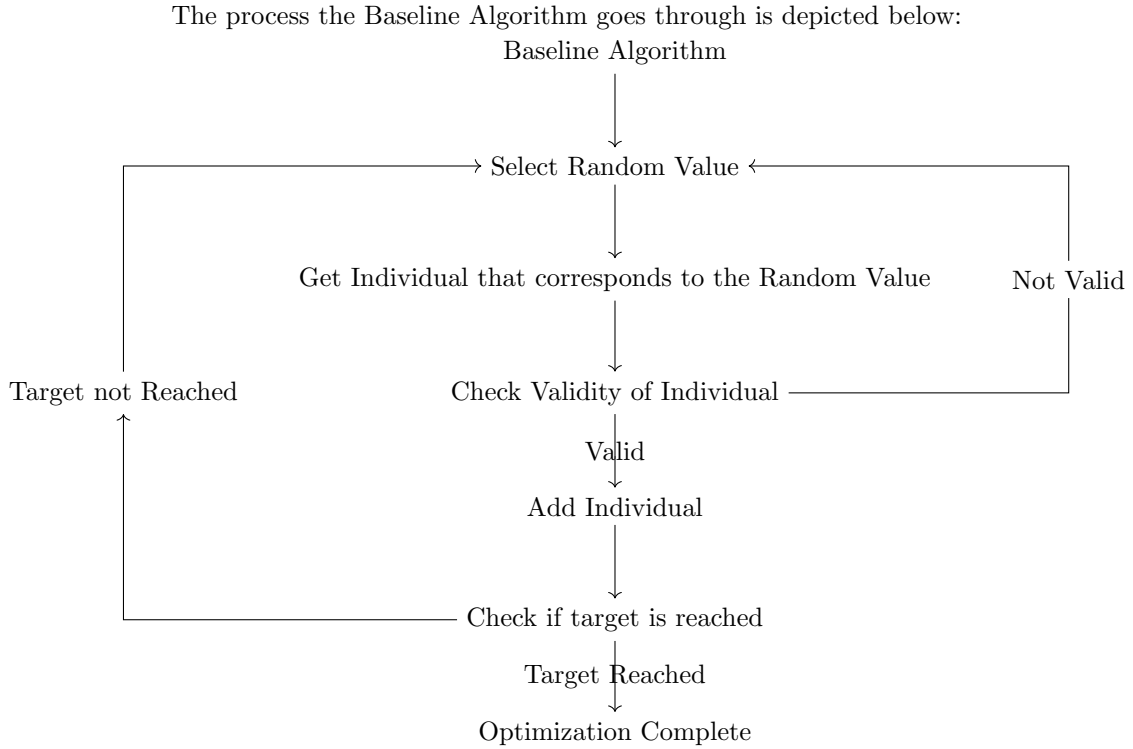 The process the Baseline Algorithm goes through is depicted below:
Baseline Algorithm
Select Random Value
Get Individual that corresponds to the Random Value
Not Valid
Target not Reached
Check Validity of Individual
Valid
Add Individual
Check if target is reached
Target Reached
Optimization Complete